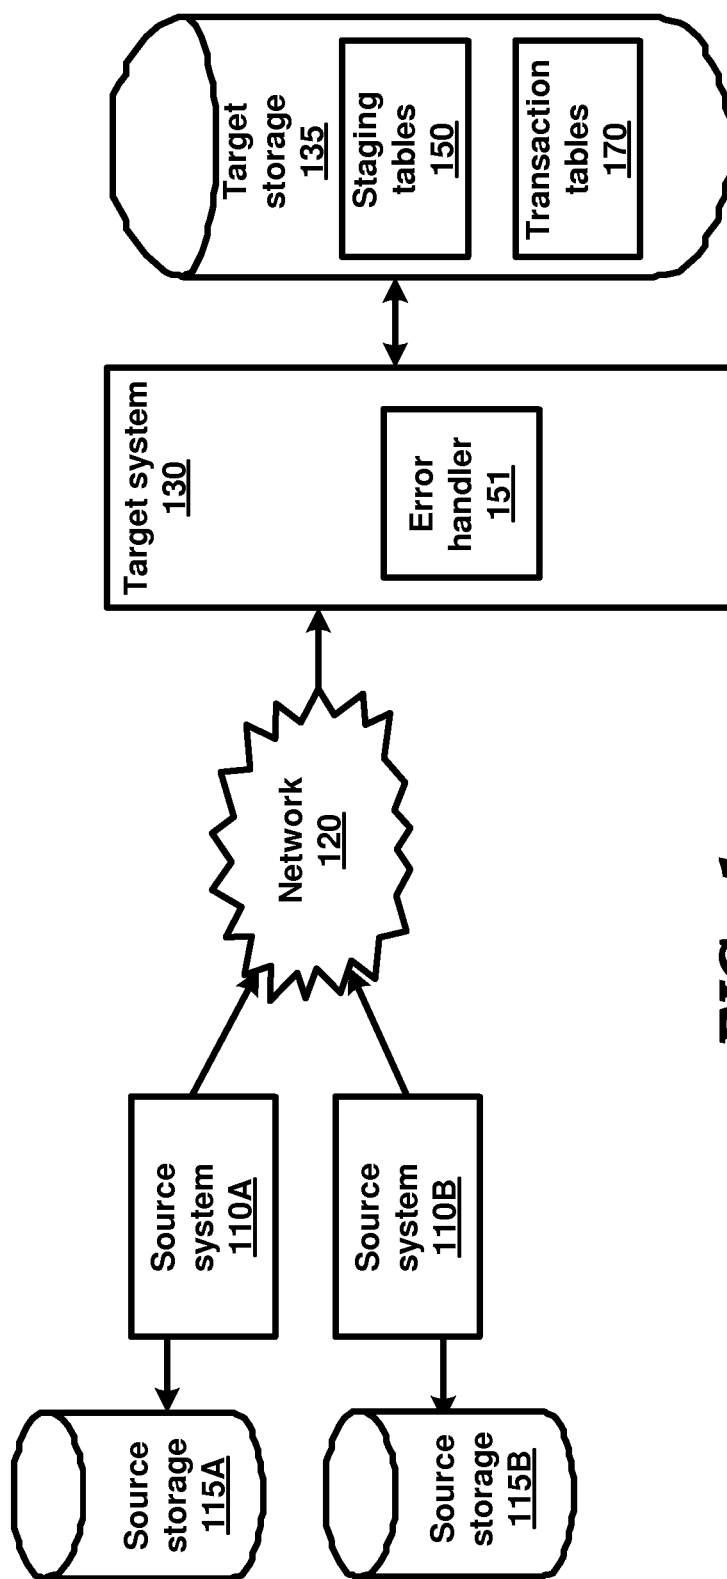 Source
storage
115A
Source
storage
115B
Source
system
110A
Source
system
110B
Network
120
Target system
130
Error
handler
151
Target
storage
135
Staging
tables
150
Transaction
tables
170